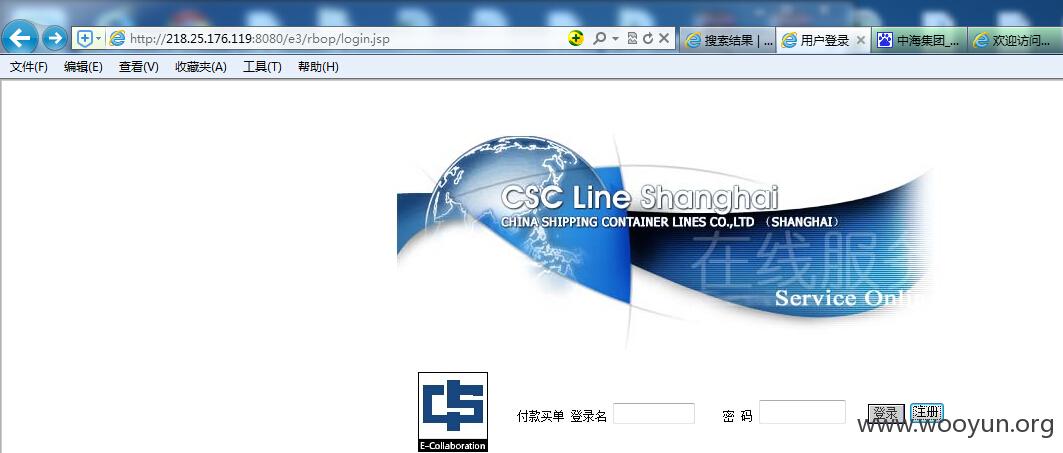 http://218.25.176.119:8080/e3/rbop/login.jsp
搜索结果 | ...
用户登录
中海集团_...
欢迎访问...
文件(F) 编辑(E) 查看(V) 收藏夹(A) 工具(T) 帮助(H)
CSC Line Shanghai
CHINA SHIPPING CONTAINER LINES CO.,LTD （SHANGHAI）
在线服务
Service Onli
E-Collaboration
付款买单 登录名 密 码 登录 注册
www.wooyun.org